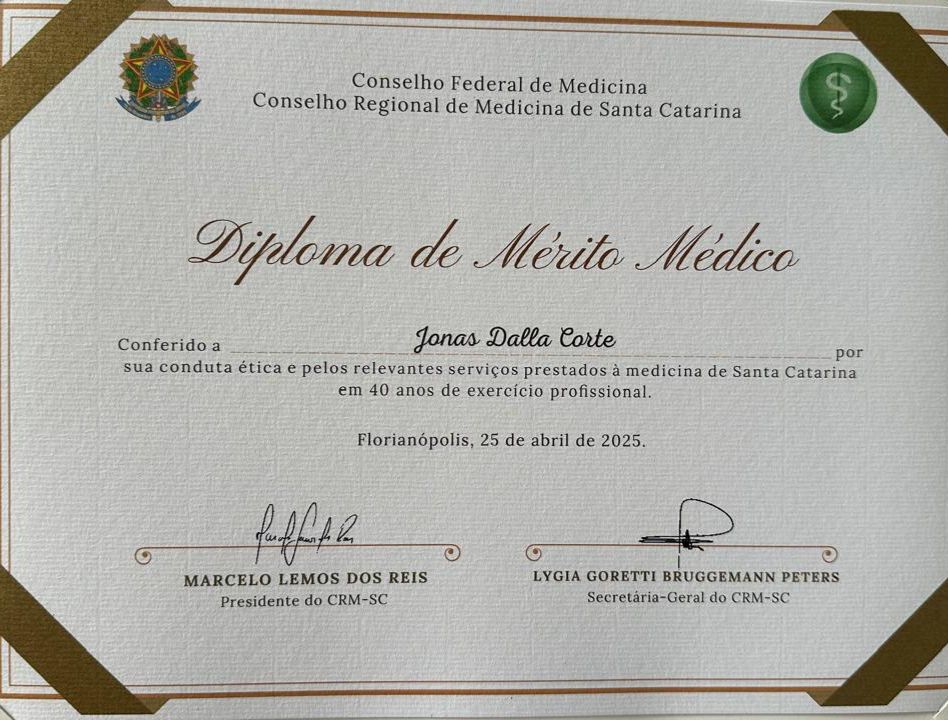 Conselho Federal de Medicina
Conselho Regional de Medicina de Santa Catarina
Diploma de Mérito Médico
Conferido a Jonas Dalla Corte por
sua conduta ética e pelos relevantes serviços prestados à medicina de Santa Catarina
em 40 anos de exercício profissional.
Florianópolis, 25 de abril de 2025.
MARCELO LEMOS DOS REIS
Presidente do CRM-SC
LYGIA GORETTI BRUGGEMANN PETERS
Secretária-Geral do CRM-SC